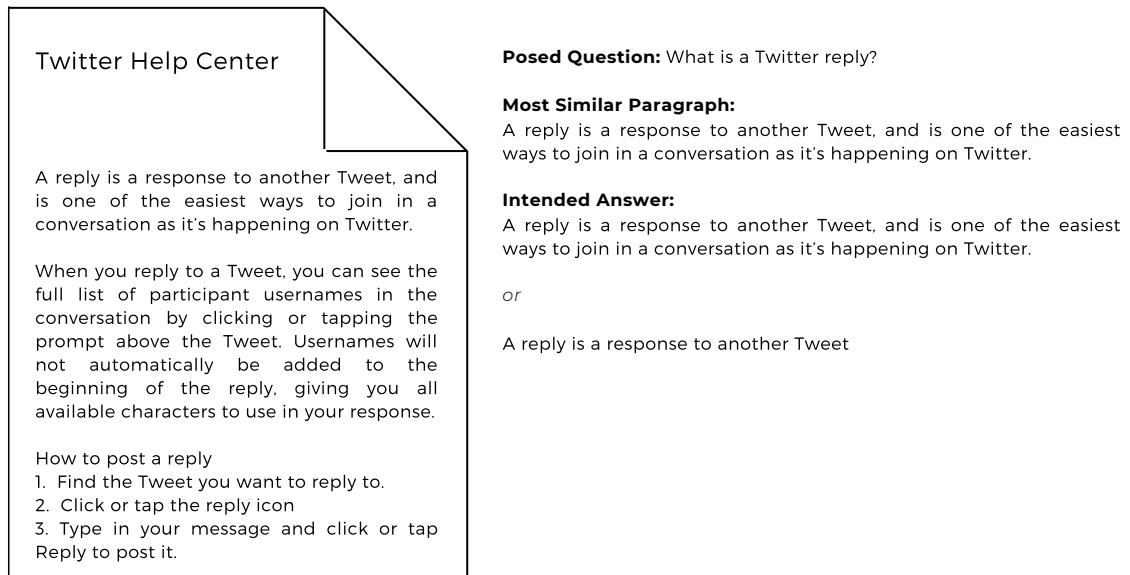 Twitter Help Center
A reply is a response to another Tweet, and
is one of the easiest ways to join in a
conversation as it's happening on Twitter.
When you reply to a Tweet, you can see the
full list of participant usernames in the
conversation by clicking or tapping the
prompt above the Tweet. Usernames will
not automatically be added to the
beginning of the reply, giving you all
available characters to use in your response.
How to post a reply
1. Find the Tweet you want to reply to.
2. Click or tap the reply icon
3. Type in your message and click or tap
Reply to post it.
Posed Question: What is a Twitter reply?
Most Similar Paragraph:
A reply is a response to another Tweet, and is one of the easiest
ways to join in a conversation as it's happening on Twitter.
Intended Answer:
A reply is a response to another Tweet, and is one of the easiest
ways to join in a conversation as it's happening on Twitter.
or
A reply is a response to another Tweet